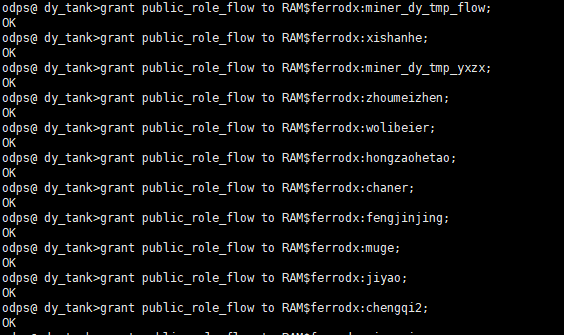 odps@ dy_tank>grant public_role_flow to RAM$ferrodx:miner_dy_tmp_flow;
OK
odps@ dy_tank>grant public_role_flow to RAM$ferrodx:xishanhe;
OK
odps@ dy_tank>grant public_role_flow to RAM$ferrodx:miner_dy_tmp_yxzx;
OK
odps@ dy_tank>grant public_role_flow to RAM$ferrodx:zhoumeizhen;
OK
odps@ dy_tank>grant public_role_flow to RAM$ferrodx:wolibeier;
OK
odps@ dy_tank>grant public_role_flow to RAM$ferrodx:hongzaohetao;
OK
odps@ dy_tank>grant public_role_flow to RAM$ferrodx:chaner;
OK
odps@ dy_tank>grant public_role_flow to RAM$ferrodx:fengjinjing;
OK
odps@ dy_tank>grant public_role_flow to RAM$ferrodx:muge;
OK
odps@ dy_tank>grant public_role_flow to RAM$ferrodx:jiyao;
OK
odps@ dy_tank>grant public_role_flow to RAM$ferrodx:chengqi2;
OK